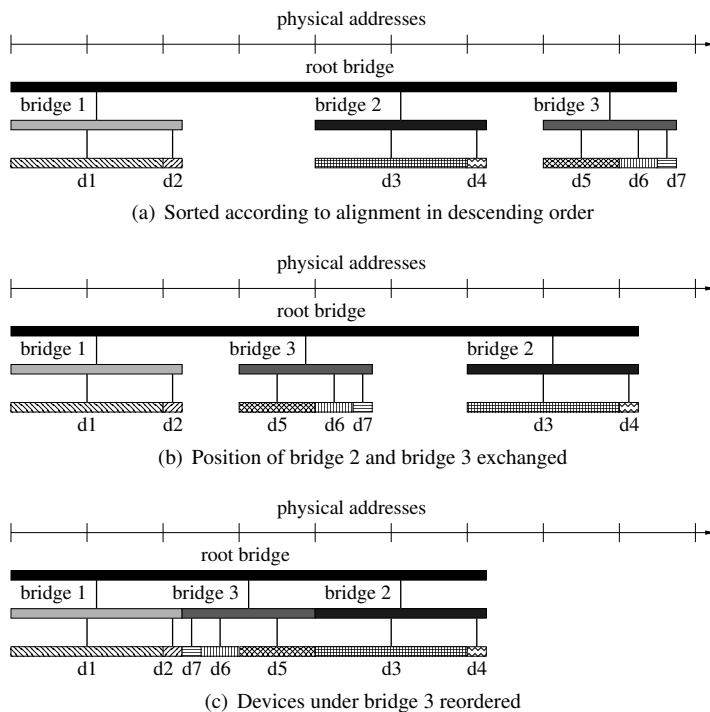 physical addresses
root bridge
bridge 1 bridge 2 bridge 3
d1 d2 d3 d4 d5 d6 d7
(a) Sorted according to alignment in descending order
physical addresses
root bridge
bridge 1 bridge 3 bridge 2
d1 d2 d5 d6 d7 d3 d4
(b) Position of bridge 2 and bridge 3 exchanged
physical addresses
root bridge
bridge 1 bridge 3 bridge 2
d1 d2 d7 d6 d5 d3 d4
(c) Devices under bridge 3 reordered